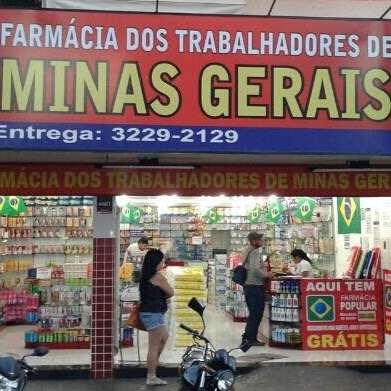 FARMÁCIA DOS TRABALHADORES DE
MINAS GERAIS
Entrega: 3229-2129
MÁCIA DOS TRABALHADORES DE MINAS GER
AQUI TEM
FARMÁCIA
POPULAR
GRÁTIS